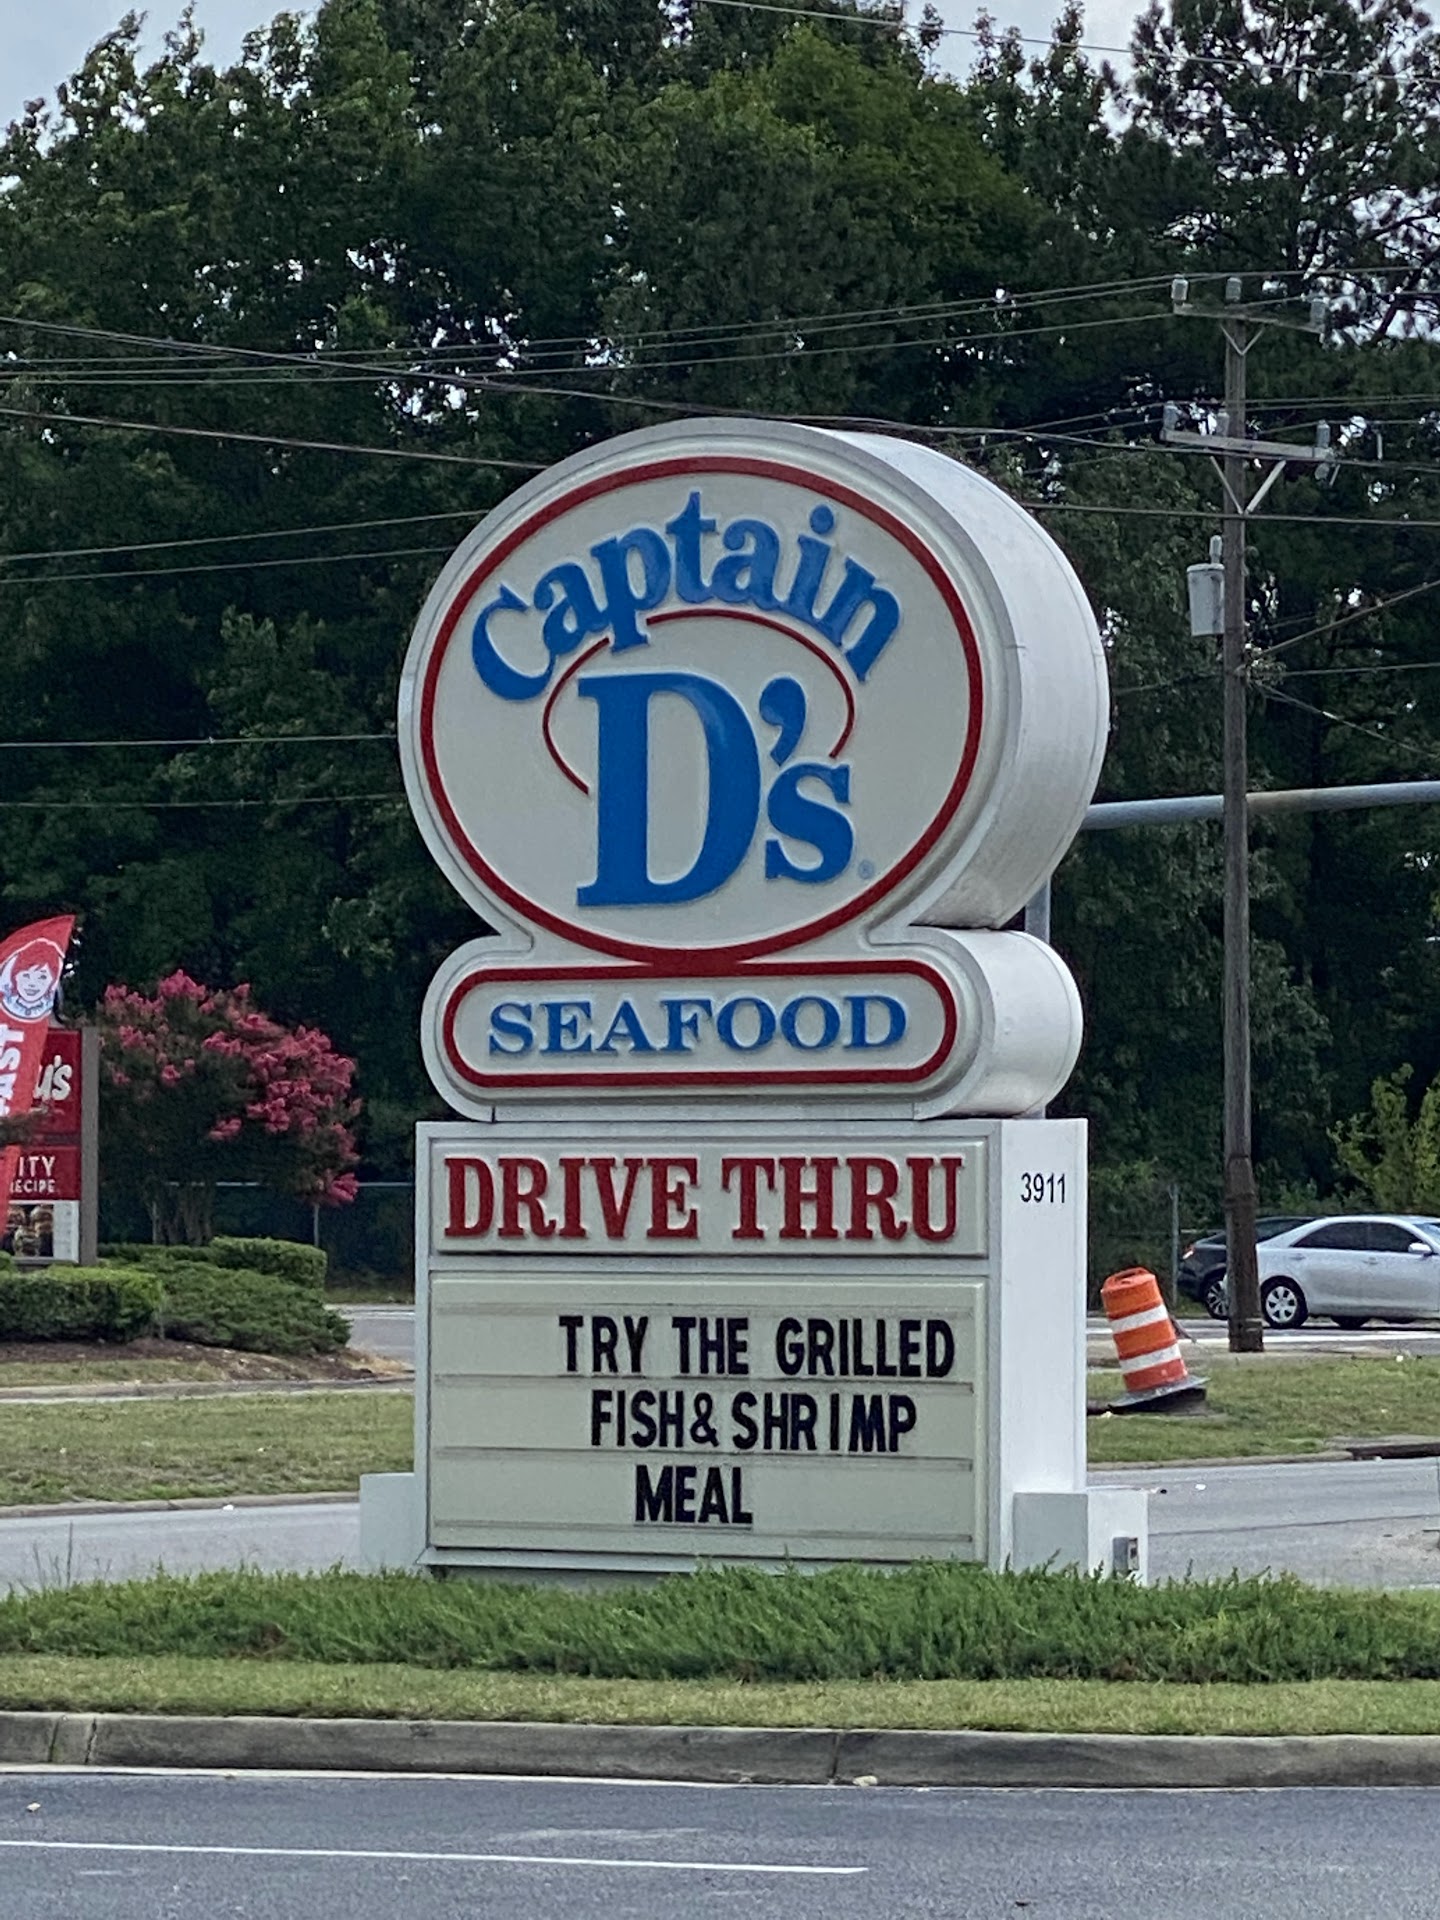 Captain
D's
SEAFOOD
DRIVE THRU
3911
TRY THE GRILLED
FISH & SHRIMP
MEAL